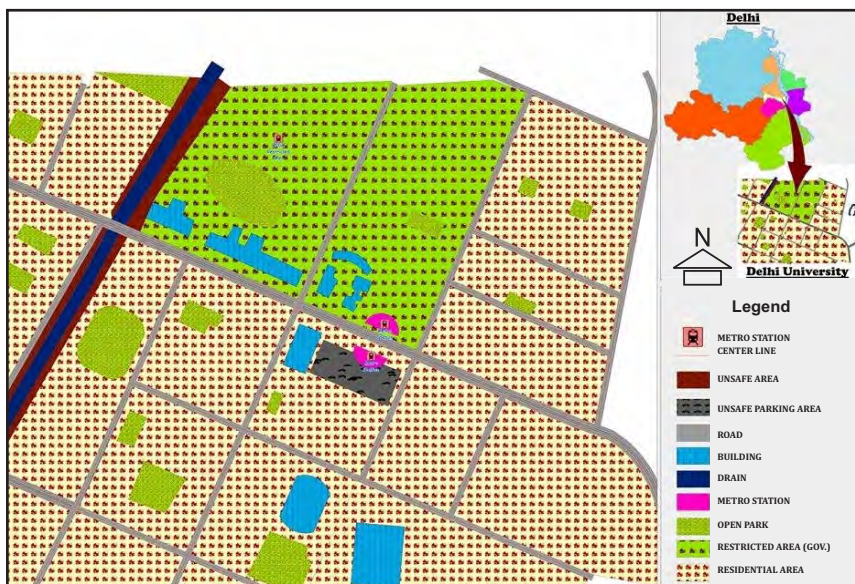 Delhi
N
Delhi University
Legend
METRO STATION
CENTER LINE
UNSAFE AREA
UNSAFE PARKING AREA
ROAD
BUILDING
DRAIN
METRO STATION
OPEN PARK
RESTRICTED AREA (GOV.)
RESIDENTIAL AREA